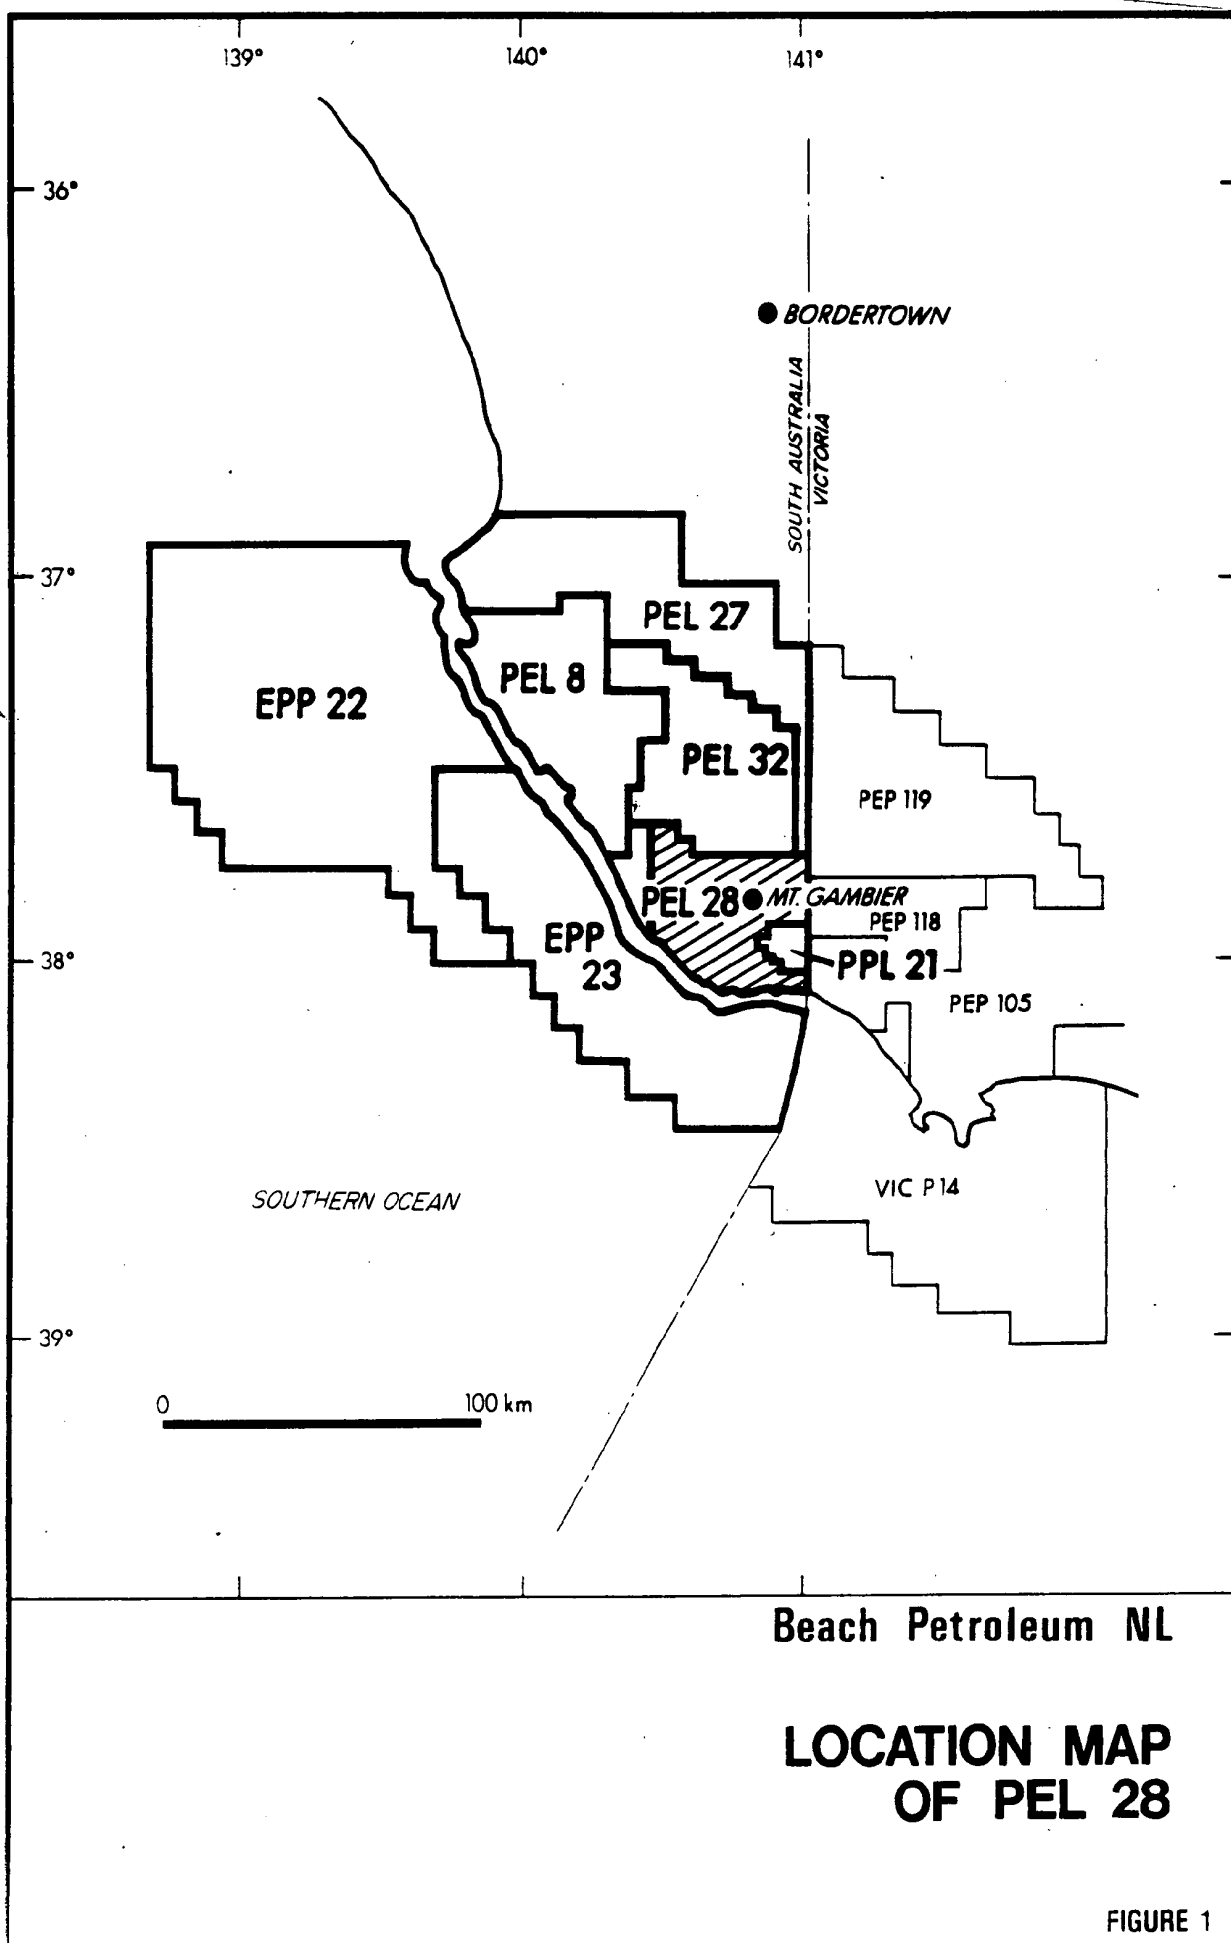 139° 140° 141°
36°
BORDERTOWN
SOUTH AUSTRALIA
VICTORIA
37°
PEL 27
PEL 8
EPP 22
PEL 32
PEP 119
PEL 28
MT. GAMBIER
PEP 118
EPP
23
38°
PPL 21
PEP 105
VIC P 14
SOUTHERN OCEAN
39°
0 100 km
Beach Petroleum NL
LOCATION MAP
OF PEL 28
FIGURE 1